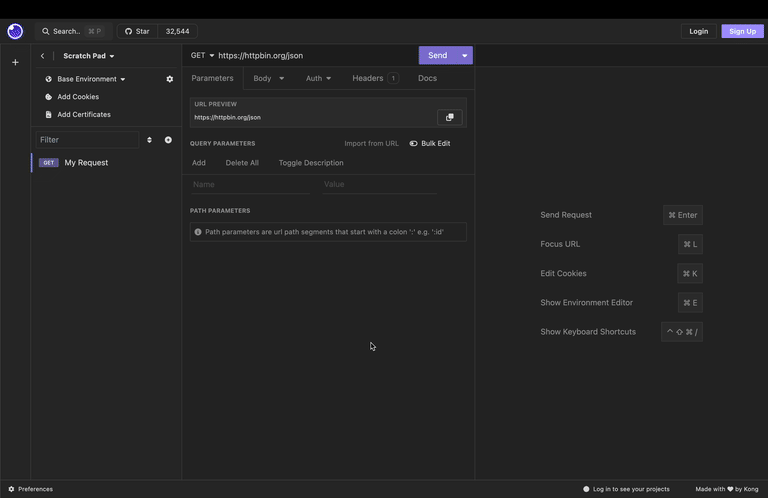 Search.. ⌘ P
Star 32,544
Login
Sign Up
Scratch Pad
GET https://httpbin.org/json
Send
Base Environment
Add Cookies
Add Certificates
Filter
GET My Request
Parameters Body Auth Headers 1 Docs
URL PREVIEW
https://httpbin.org/json
QUERY PARAMETERS Import from URL Bulk Edit
Add Delete All Toggle Description
Name Value
PATH PARAMETERS
Path parameters are url path segments that start with a colon ':' e.g. ':id'
Send Request ⌘ Enter
Focus URL ⌘ L
Edit Cookies ⌘ K
Show Environment Editor ⌘ E
Show Keyboard Shortcuts ⌃ ⇧ ⌘ /
Preferences
Log in to see your projects
Made with ♥ by Kong